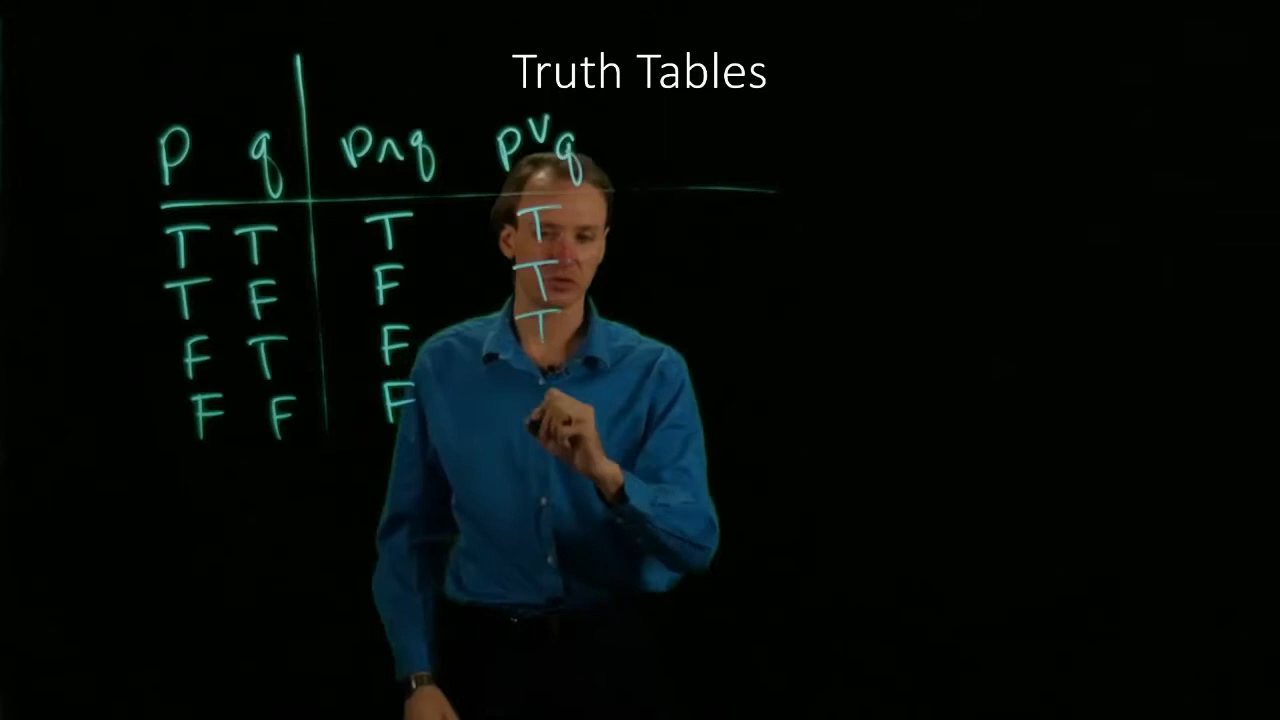 Truth Tables
p q p∧q p∨q
T T T T
T F F T
F T F T
F F F